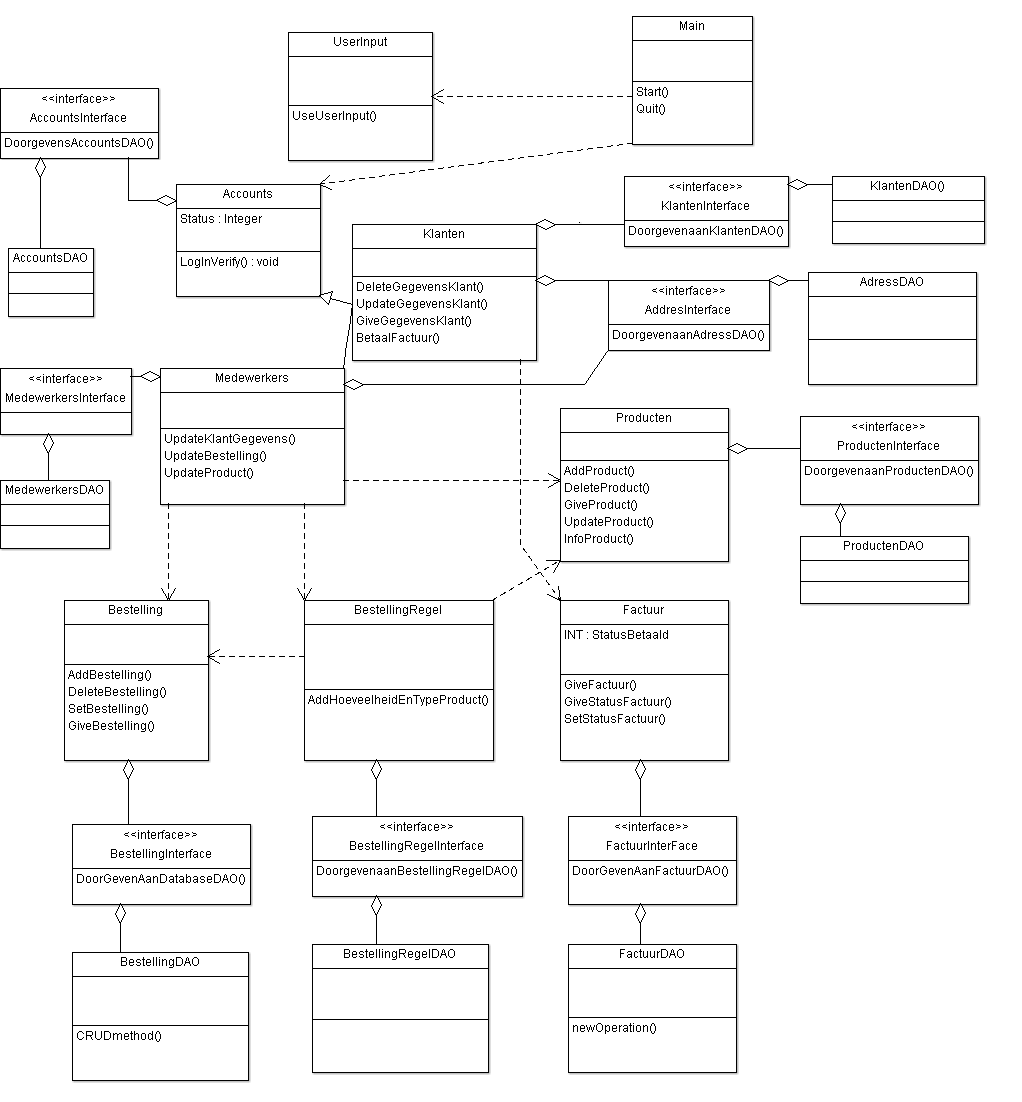 Main
Start()
Quit()
UserInput
UseUserInput()
<<interface>>
AccountsInterface
DoorgevensAccountsDAO()
Accounts
Status : Integer
LogInVerify() : void
AccountsDAO
<<interface>>
KlantenInterface
DoorgevenaanKlantenDAO()
KlantenDAO()
Klanten
DeleteGegevensKlant()
UpdateGegevensKlant()
GiveGegevensKlant()
BetaalFactuur()
<<interface>>
AddresInterface
DoorgevenaanAdressDAO()
AdressDAO
<<interface>>
MedewerkersInterface
Medewerkers
UpdateKlantGegevens()
UpdateBestelling()
UpdateProduct()
MedewerkersDAO
Producten
AddProduct()
DeleteProduct()
GiveProduct()
UpdateProduct()
InfoProduct()
<<interface>>
ProductenInterface
DoorgevenaanProductenDAO()
ProductenDAO
Bestelling
AddBestelling()
DeleteBestelling()
SetBestelling()
GiveBestelling()
BestellingRegel
AddHoeveelheidEnTypeProduct()
Factuur
INT : StatusBetaald
GiveFactuur()
GiveStatusFactuur()
SetStatusFactuur()
<<interface>>
BestellingInterface
DoorGevenAanDatabaseDAO()
<<interface>>
BestellingRegelInterface
DoorgevenaanBestellingRegelDAO()
<<interface>>
FactuurInterFace
DoorGevenAanFactuurDAO()
BestellingDAO
CRUDmethod()
BestellingRegelDAO
FactuurDAO
newOperation()